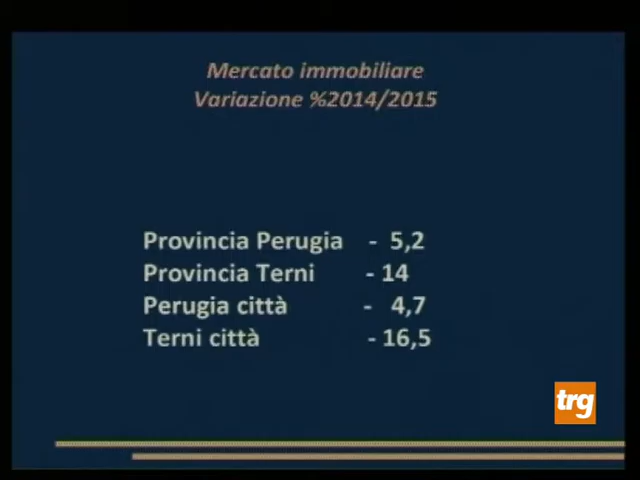 Mercato immobiliare
Variazione %2014/2015
Provincia Perugia - 5,2
Provincia Terni - 14
Perugia città - 4,7
Terni città - 16,5
trg